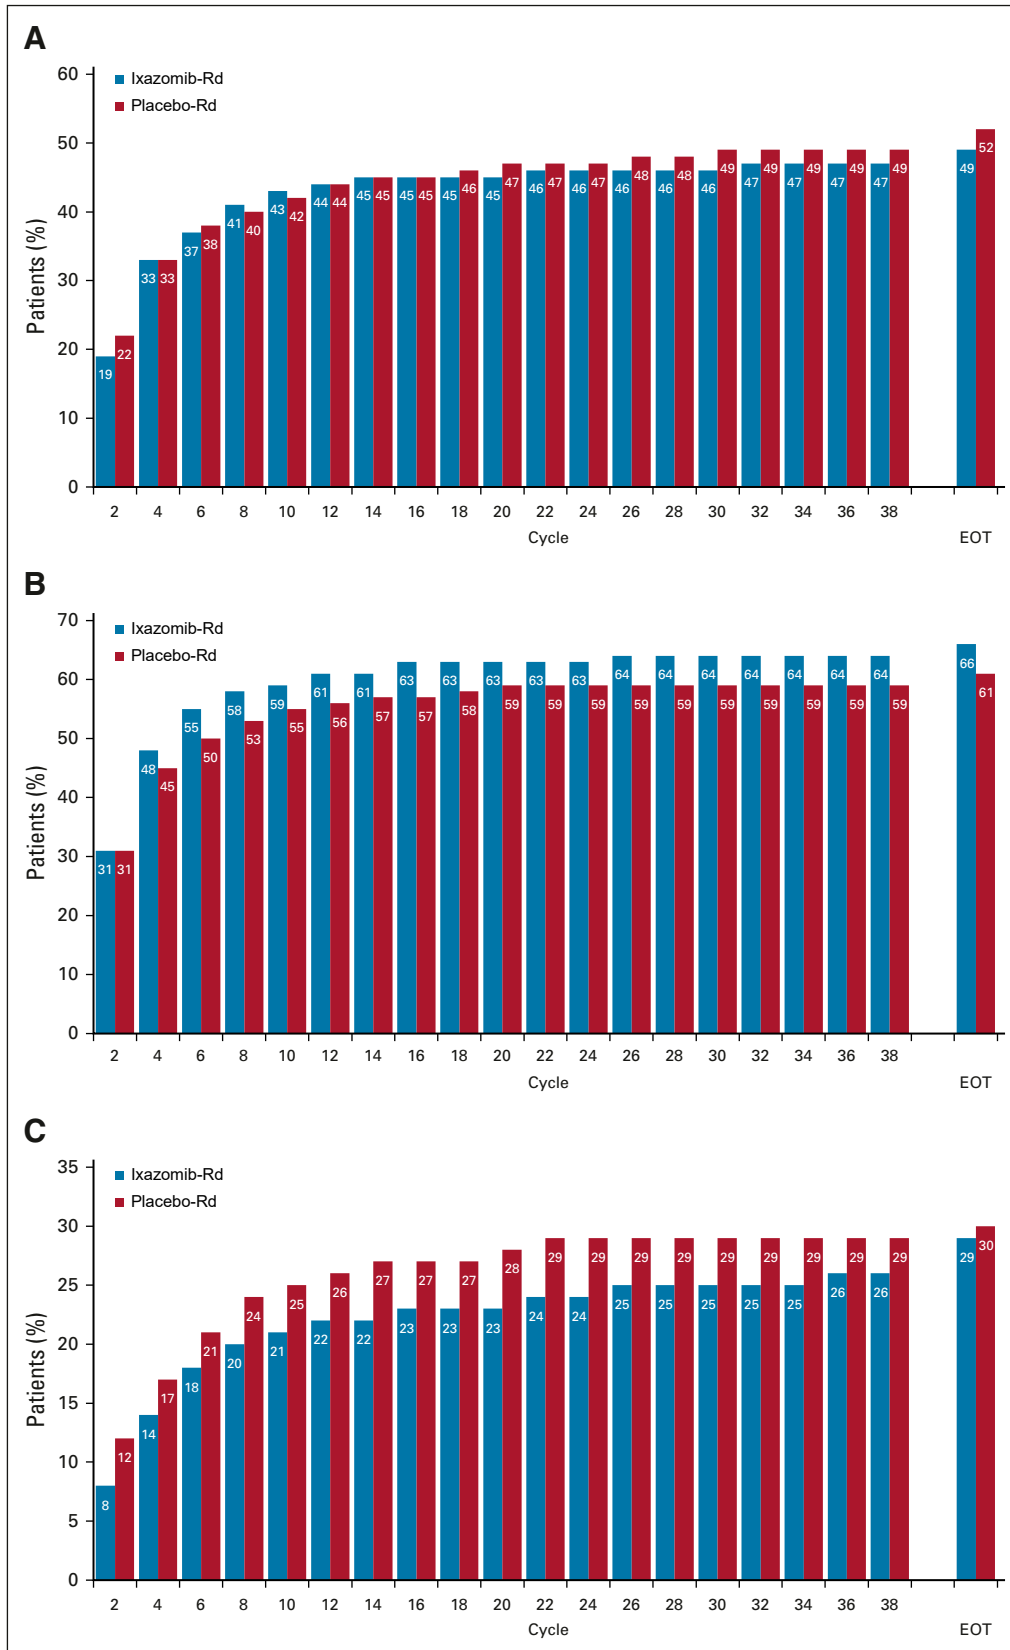 A
60
Ixazomib-Rd
Placebo-Rd
50
40
30
20
10
0
Patients (%)
19 22 33 33 37 38 41 40 43 42 44 44 45 45 45 45 45 46 45 47 46 47 46 47 46 48 46 48 46 49 47 49 47 49 47 49 47 49 49 52
2 4 6 8 10 12 14 16 18 20 22 24 26 28 30 32 34 36 38
Cycle EOT
B
70
Ixazomib-Rd
Placebo-Rd
60
50
40
30
20
10
0
Patients (%)
31 31 48 45 55 50 58 53 59 55 61 56 61 57 63 57 63 58 63 59 63 59 63 59 64 59 64 59 64 59 64 59 64 59 64 59 64 59 66 61
2 4 6 8 10 12 14 16 18 20 22 24 26 28 30 32 34 36 38
Cycle EOT
C
35
Ixazomib-Rd
Placebo-Rd
30
25
20
15
10
5
0
Patients (%)
8 12 14 17 18 21 20 24 21 25 22 26 22 27 23 27 23 27 23 28 24 29 24 29 25 29 25 29 25 29 25 29 25 29 26 29 26 29 29 30
2 4 6 8 10 12 14 16 18 20 22 24 26 28 30 32 34 36 38
Cycle EOT